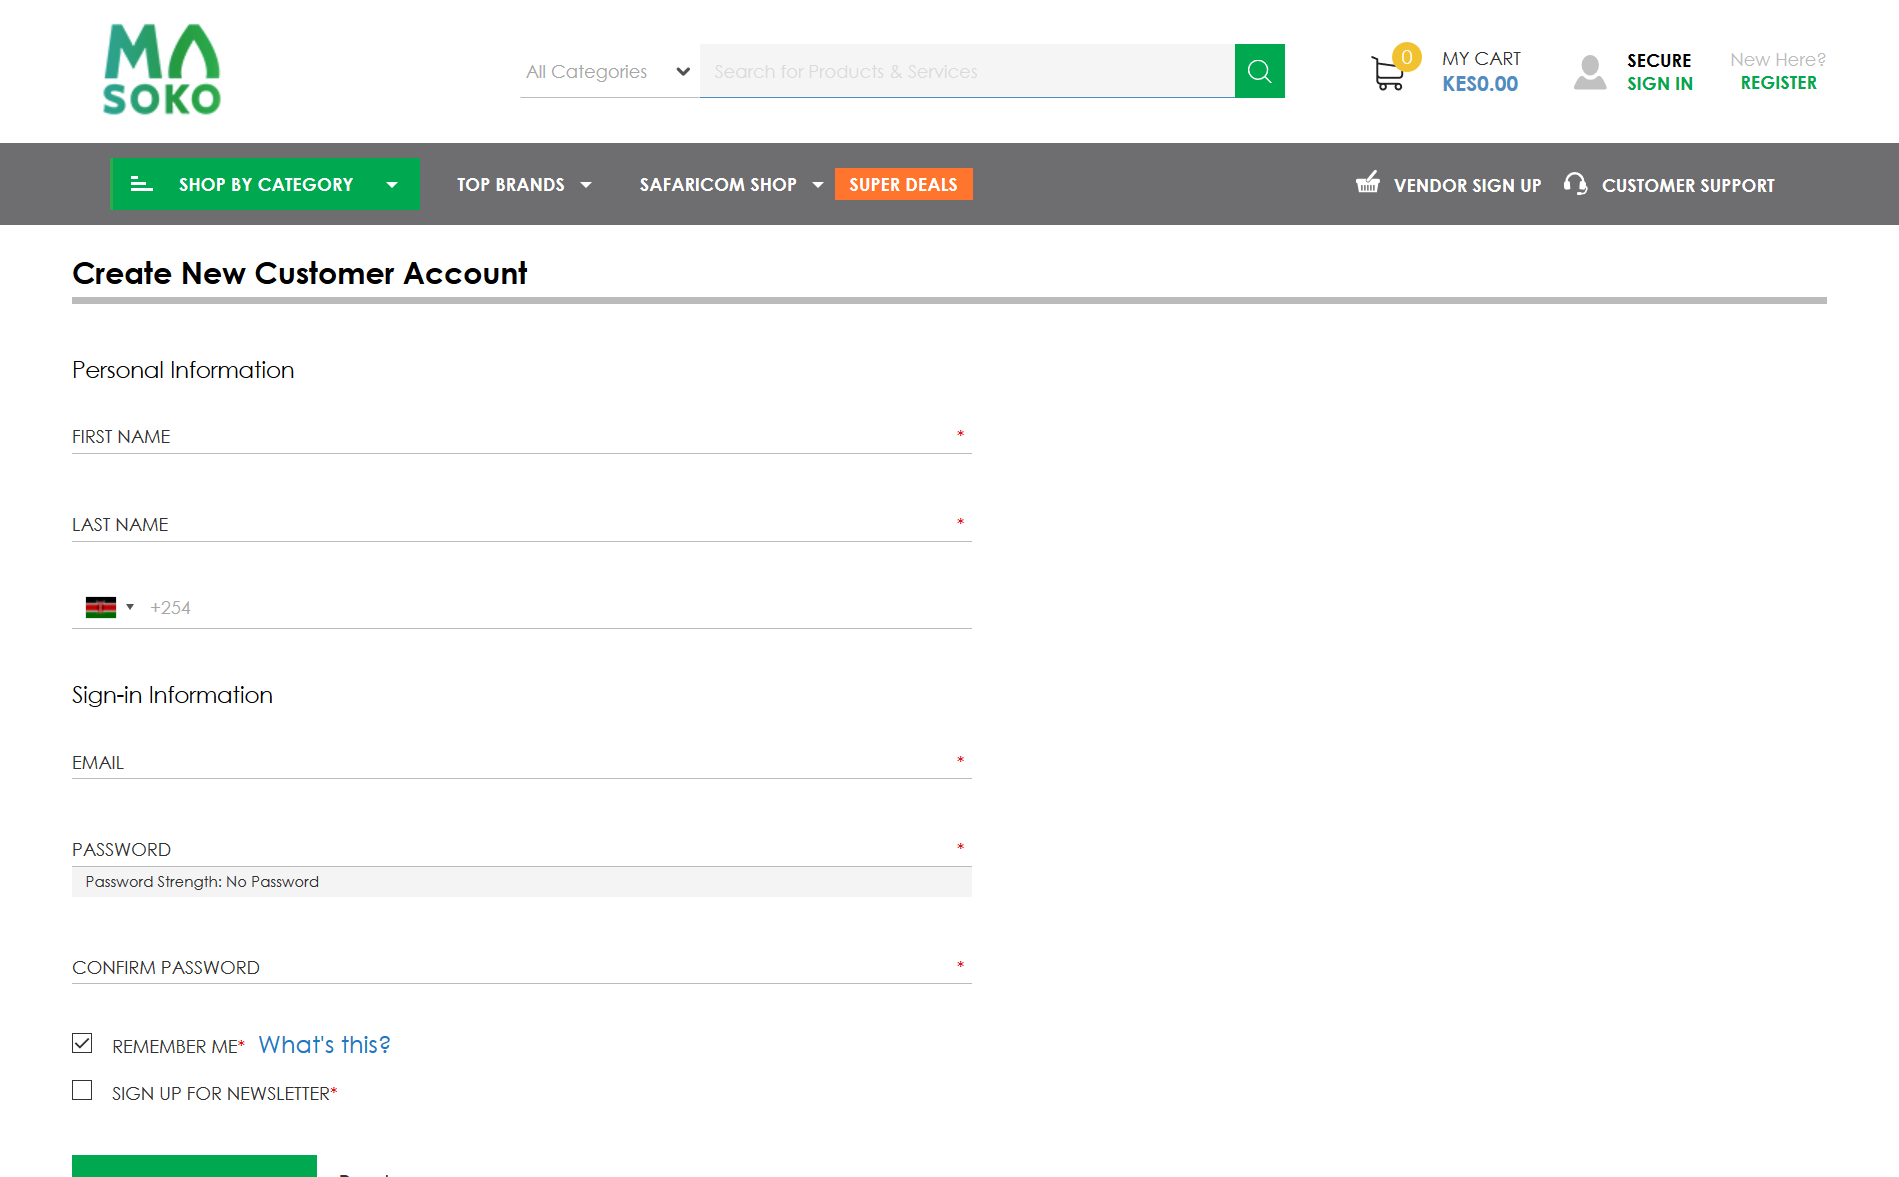 MA
SOKO
All Categories
Search for Products & Services
0
MY CART
KES0.00
SECURE
SIGN IN
New Here?
REGISTER
SHOP BY CATEGORY
TOP BRANDS
SAFARICOM SHOP
SUPER DEALS
VENDOR SIGN UP
CUSTOMER SUPPORT
Create New Customer Account
Personal Information
FIRST NAME *
LAST NAME *
+254
Sign-in Information
EMAIL *
PASSWORD *
Password Strength: No Password
CONFIRM PASSWORD *
REMEMBER ME* What's this?
SIGN UP FOR NEWSLETTER*